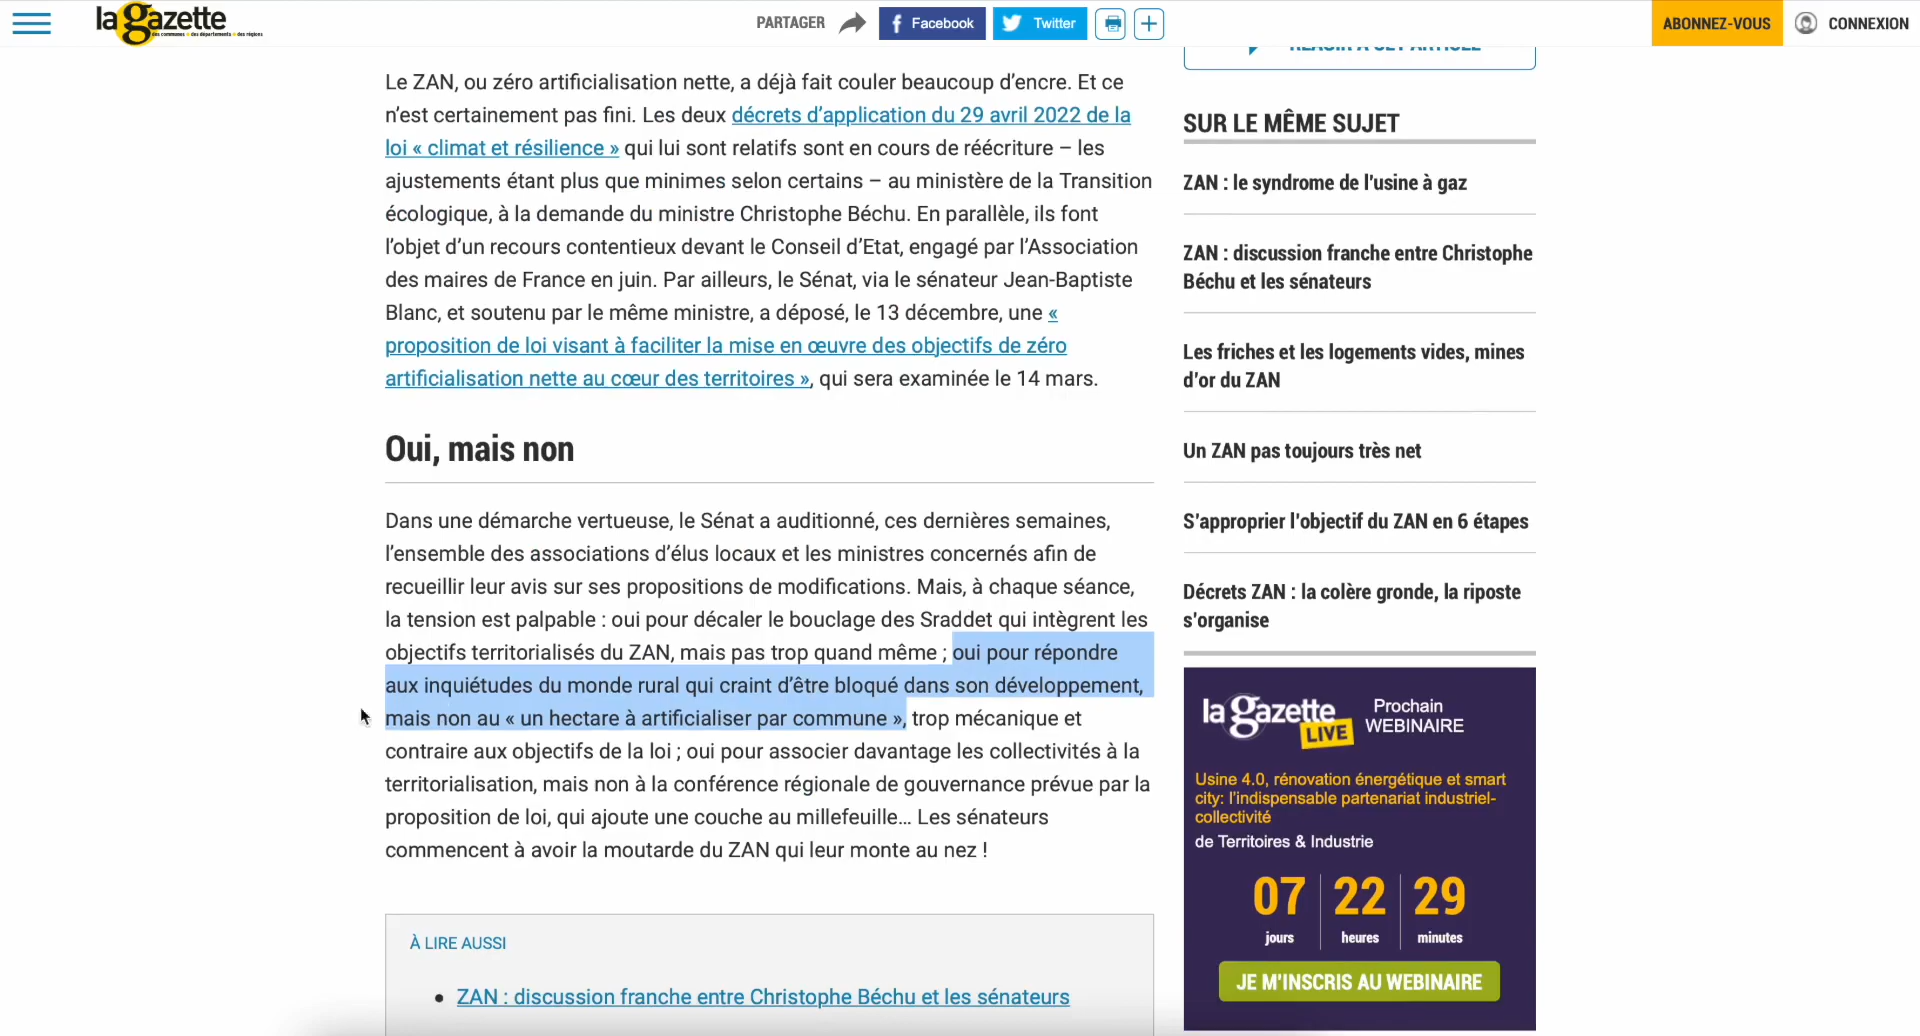 la gazette
des communes • des départements • des régions
PARTAGER
Facebook
Twitter
ABONNEZ-VOUS
CONNEXION
Le ZAN, ou zéro artificialisation nette, a déjà fait couler beaucoup d’encre. Et ce
n’est certainement pas fini. Les deux décrets d’application du 29 avril 2022 de la
loi « climat et résilience » qui lui sont relatifs sont en cours de réécriture – les
ajustements étant plus que minimes selon certains – au ministère de la Transition
écologique, à la demande du ministre Christophe Béchu. En parallèle, ils font
l’objet d’un recours contentieux devant le Conseil d’Etat, engagé par l’Association
des maires de France en juin. Par ailleurs, le Sénat, via le sénateur Jean-Baptiste
Blanc, et soutenu par le même ministre, a déposé, le 13 décembre, une «
proposition de loi visant à faciliter la mise en œuvre des objectifs de zéro
artificialisation nette au cœur des territoires », qui sera examinée le 14 mars.
Oui, mais non
Dans une démarche vertueuse, le Sénat a auditionné, ces dernières semaines,
l’ensemble des associations d’élus locaux et les ministres concernés afin de
recueillir leur avis sur ses propositions de modifications. Mais, à chaque séance,
la tension est palpable : oui pour décaler le bouclage des Sraddet qui intègrent les
objectifs territorialisés du ZAN, mais pas trop quand même ; oui pour répondre
aux inquiétudes du monde rural qui craint d’être bloqué dans son développement,
mais non au « un hectare à artificialiser par commune », trop mécanique et
contraire aux objectifs de la loi ; oui pour associer davantage les collectivités à la
territorialisation, mais non à la conférence régionale de gouvernance prévue par la
proposition de loi, qui ajoute une couche au millefeuille… Les sénateurs
commencent à avoir la moutarde du ZAN qui leur monte au nez !
À LIRE AUSSI
• ZAN : discussion franche entre Christophe Béchu et les sénateurs
RÉAGIR À CET ARTICLE
SUR LE MÊME SUJET
ZAN : le syndrome de l’usine à gaz
ZAN : discussion franche entre Christophe
Béchu et les sénateurs
Les friches et les logements vides, mines
d’or du ZAN
Un ZAN pas toujours très net
S’approprier l’objectif du ZAN en 6 étapes
Décrets ZAN : la colère gronde, la riposte
s’organise
la gazette LIVE
Prochain
WEBINAIRE
Usine 4.0, rénovation énergétique et smart
city: l’indispensable partenariat industriel-
collectivité
de Territoires & Industrie
07 22 29
jours heures minutes
JE M’INSCRIS AU WEBINAIRE